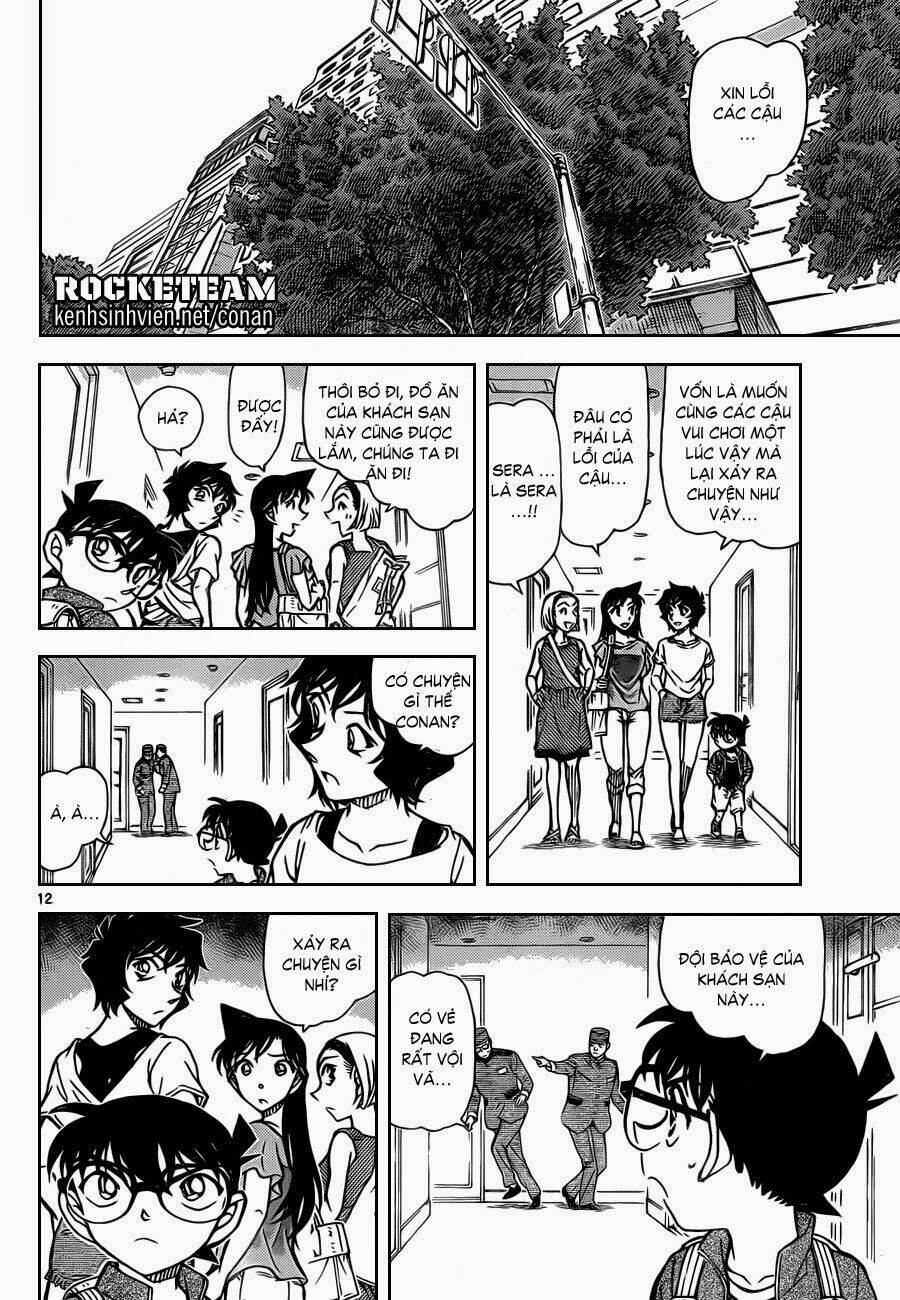 XIN LỖI
CÁC CẬU
...
ROCKETEAM
kenhsinhvien.net/conan
VỐN LÀ MUỐN
CÙNG CÁC CẬU
VUI CHƠI MỘT
LÚC VẬY MÀ
LẠI XẢY RA
CHUYỆN NHƯ
VẬY...
ĐÂU CÓ
PHẢI LÀ
LỖI CỦA
CẬU...
SERA ...
LÀ SERA
...!!
THÔI BỎ ĐI, ĐỒ ĂN
CỦA KHÁCH SẠN
NÀY CŨNG ĐƯỢC
LẮM, CHÚNG TA ĐI
ĂN ĐI!
ĐƯỢC
ĐẤY!
HẢ?
CÓ CHUYỆN
GÌ THẾ
CONAN?
À, À...
12
ĐỘI BẢO VỆ CỦA
KHÁCH SẠN
NÀY...
CÓ VẺ
ĐANG
RẤT VỘI
VÃ...
XẢY RA
CHUYỆN GÌ
NHỈ?